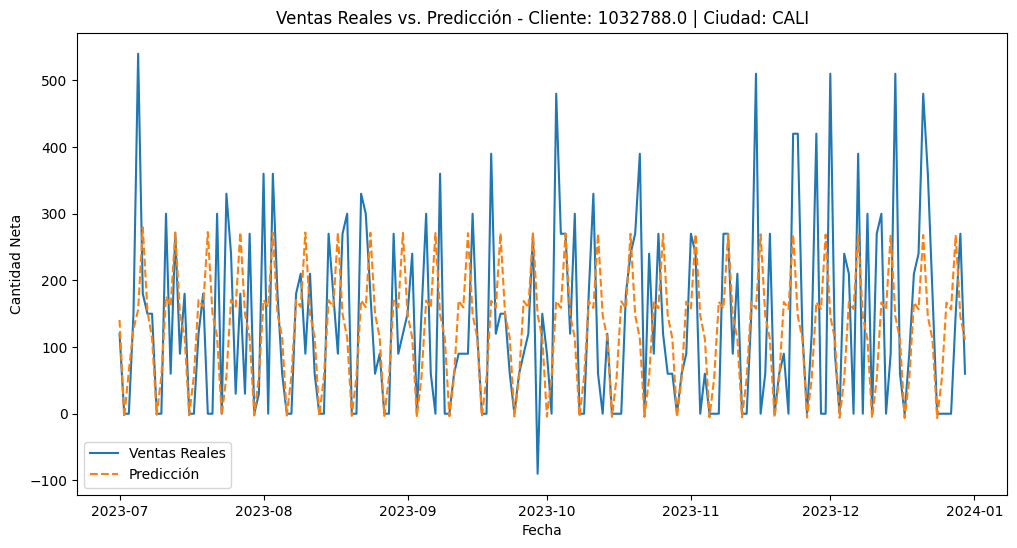 Ventas Reales vs. Predicción - Cliente: 1032788.0 | Ciudad: CALI
Cantidad Neta
500
400
300
200
100
0
−100
Ventas Reales
Predicción
2023-07
2023-08
2023-09
2023-10
2023-11
2023-12
2024-01
Fecha